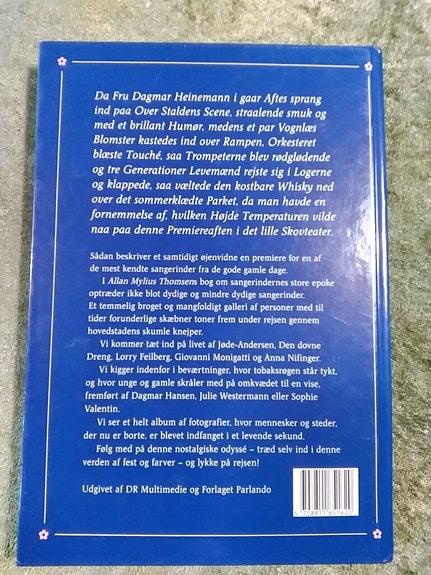 Da Fru Dagmar Heinemann i gaar Aftes sprang
ind paa Over Staldens Scene, straalende smuk og
med et brillant Humør, medens et par Vognlæs
Blomster kastedes ind over Rampen, Orkesteret
blæste Touché, saa Trompeterne blev rødglødende
og tre Generationer Levemænd rejste sig i Logerne
og klappede, saa væltede den kostbare Whisky ned
over det sommerklædte Parket, da man havde en
fornemmelse af, hvilken Højde Temperaturen vilde
naa paa denne Premiereaften i det lille Skovteater.
Sådan beskriver et samtidigt øjenvidne en premiere for en af
de mest kendte sangerinder fra de gode gamle dage.
I Allan Mylius Thomsens bog om sangerindernes store epoke
optræder ikke blot dydige og mindre dydige sangerinder.
Et temmelig broget og mangfoldigt galleri af personer med til
tider forunderlige skæbner toner frem under rejsen gennem
hovedstadens skumle knejper.
Vi kommer tæt ind på livet af Jøde-Andersen, Den dovne
Dreng, Lorry Feilberg, Giovanni Monigatti og Anna Nifinger.
Vi kigger indenfor i beværtninger, hvor tobaksrøgen står tykt,
og hvor unge og gamle skråler med på omkvædet til en vise,
fremført af Dagmar Hansen, Julie Westermann eller Sophie
Valentin.
Vi ser et helt album af fotografier, hvor mennesker og steder,
der nu er borte, er blevet indfanget i et levende sekund.
Følg med på denne nostalgiske odyssé – træd selv ind i denne
verden af fest og farver – og lykke på rejsen!
Udgivet af DR Multimedie og Forlaget Parlando
5 708811 651620